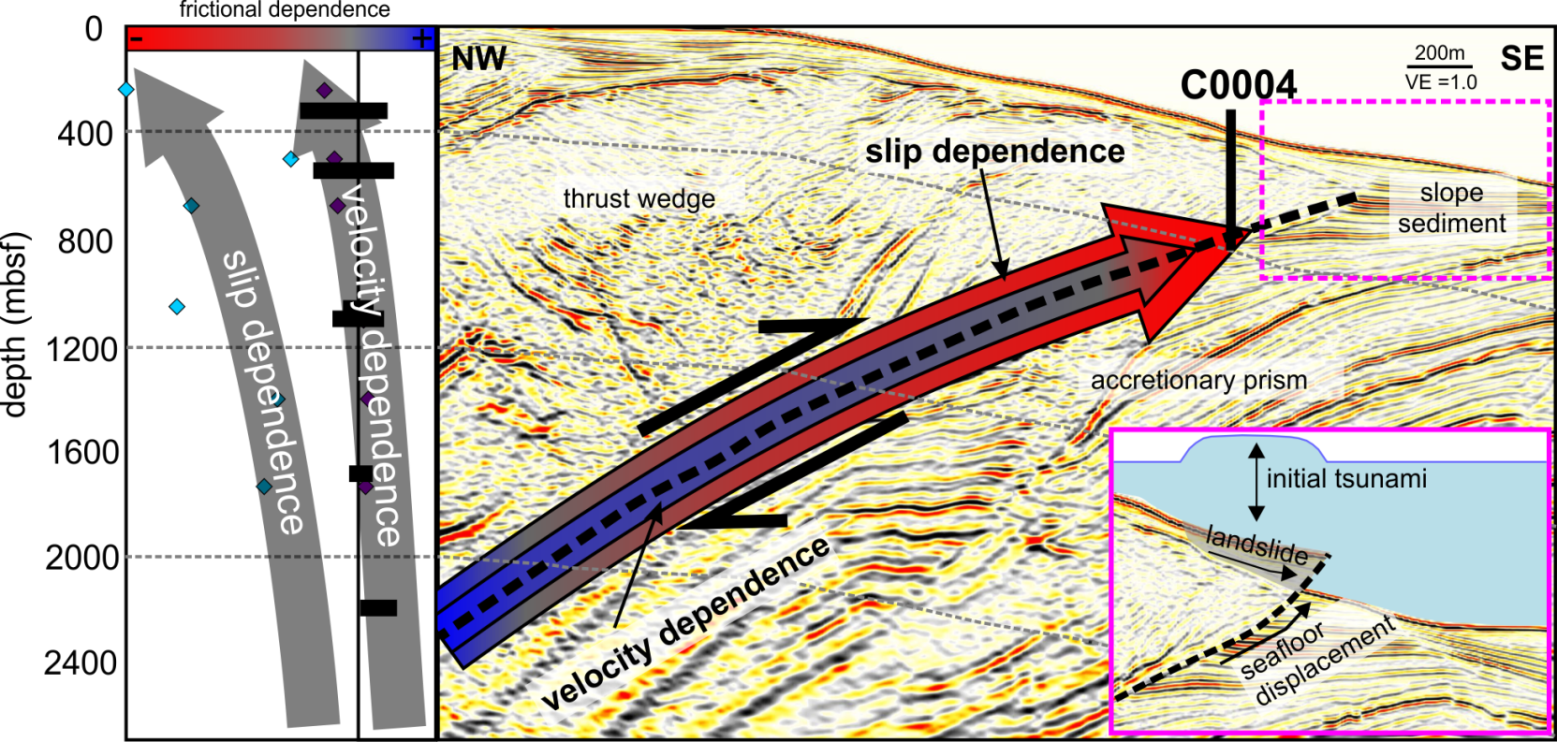 frictional dependence
- +
0
400
800
1200
1600
2000
2400
depth (mbsf)
slip dependence
velocity dependence
NW
SE
200m
VE =1.0
C0004
slip dependence
thrust wedge
slope
sediment
accretionary prism
velocity dependence
initial tsunami
landslide
seafloor
displacement